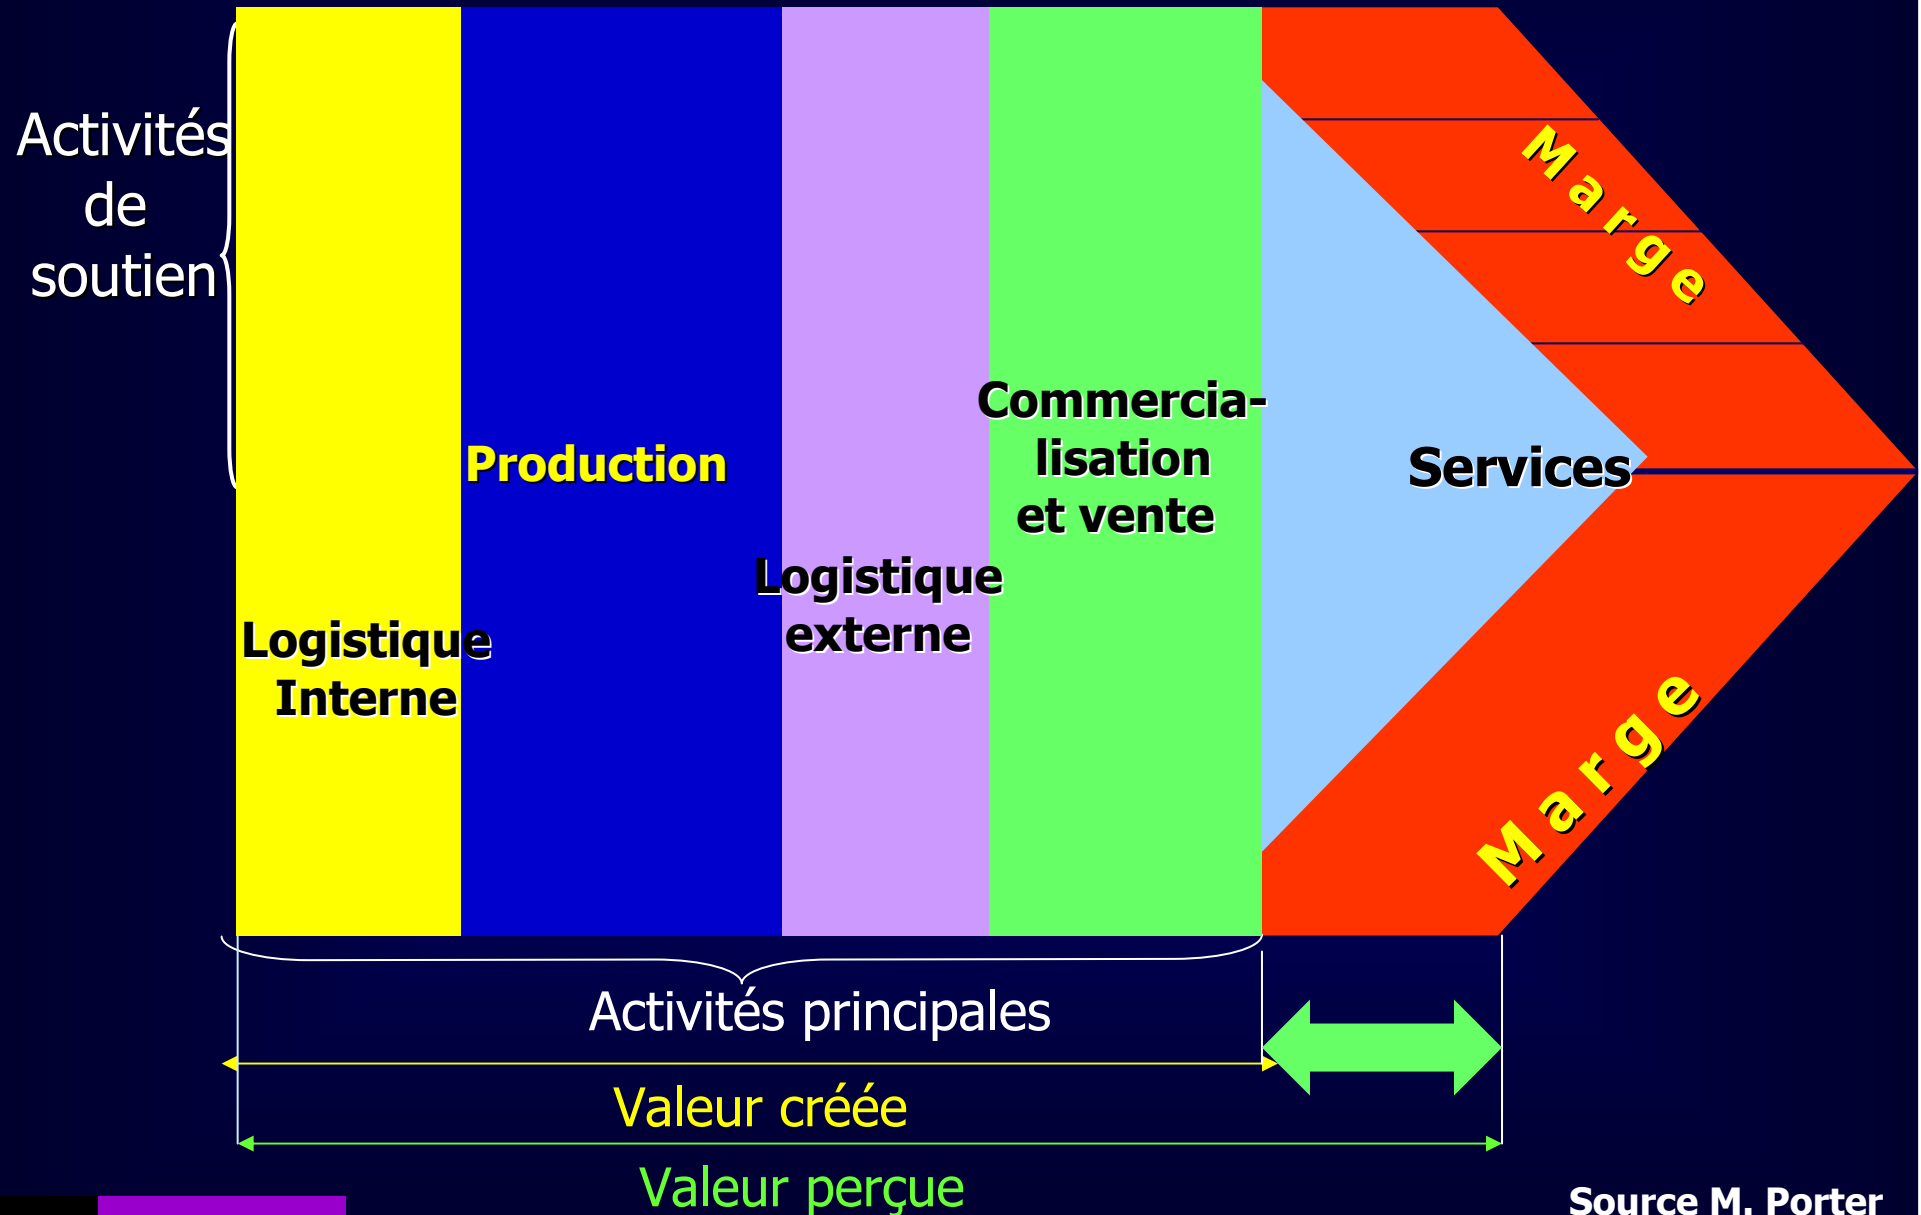 Activités
de
soutien
Marge
Commercia-
lisation
et vente
Production
Services
Logistique
externe
Logistique
Interne
Marge
Activités principales
Valeur créée
Valeur perçue
Source M. Porter